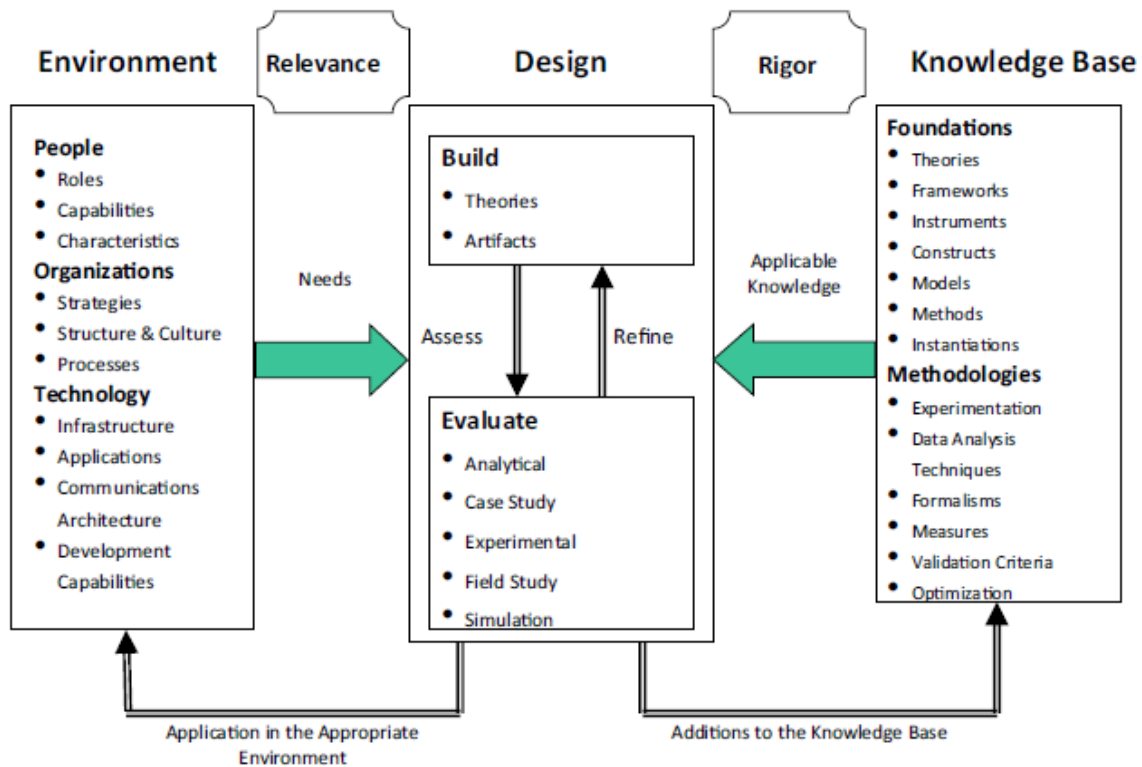 Environment
Relevance
Design
Rigor
Knowledge Base
People
• Roles
• Capabilities
• Characteristics
Organizations
• Strategies
• Structure & Culture
• Processes
Technology
• Infrastructure
• Applications
• Communications
Architecture
• Development
Capabilities
Needs
Build
• Theories
• Artifacts
Assess
Refine
Evaluate
• Analytical
• Case Study
• Experimental
• Field Study
• Simulation
Applicable
Knowledge
Foundations
• Theories
• Frameworks
• Instruments
• Constructs
• Models
• Methods
• Instantiations
Methodologies
• Experimentation
• Data Analysis
Techniques
• Formalisms
• Measures
• Validation Criteria
• Optimization
Application in the Appropriate
Environment
Additions to the Knowledge Base